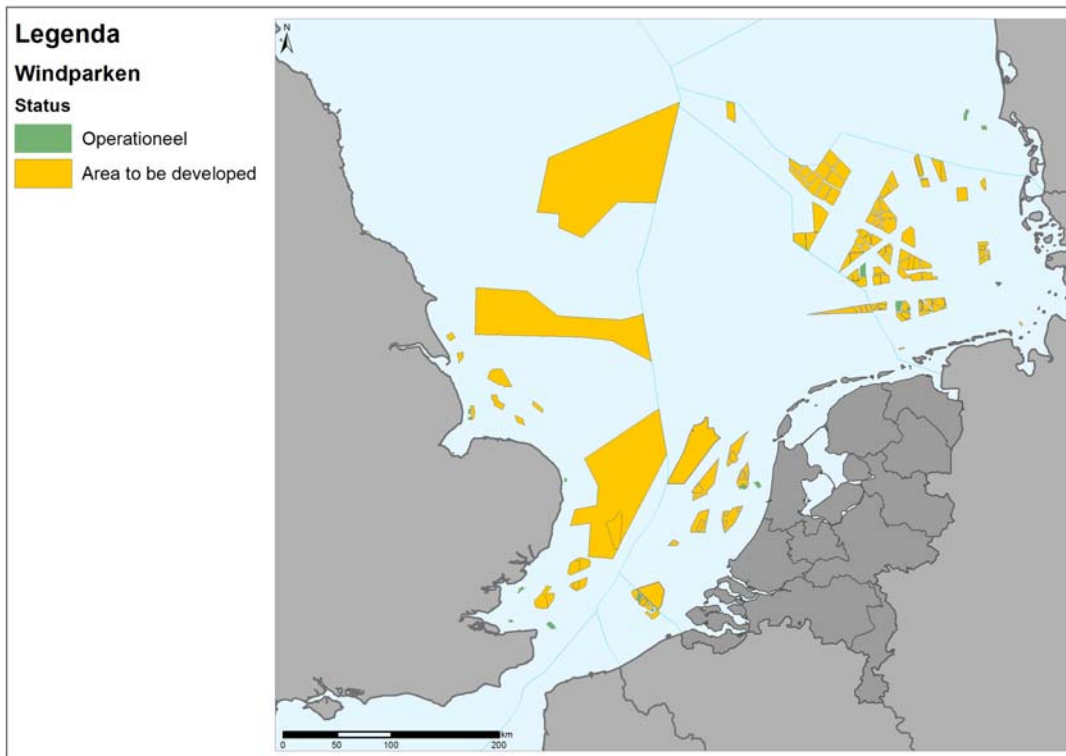 Legenda
Windparken
Status
Operationeel
Area to be developed
N
km
0 50 100 200